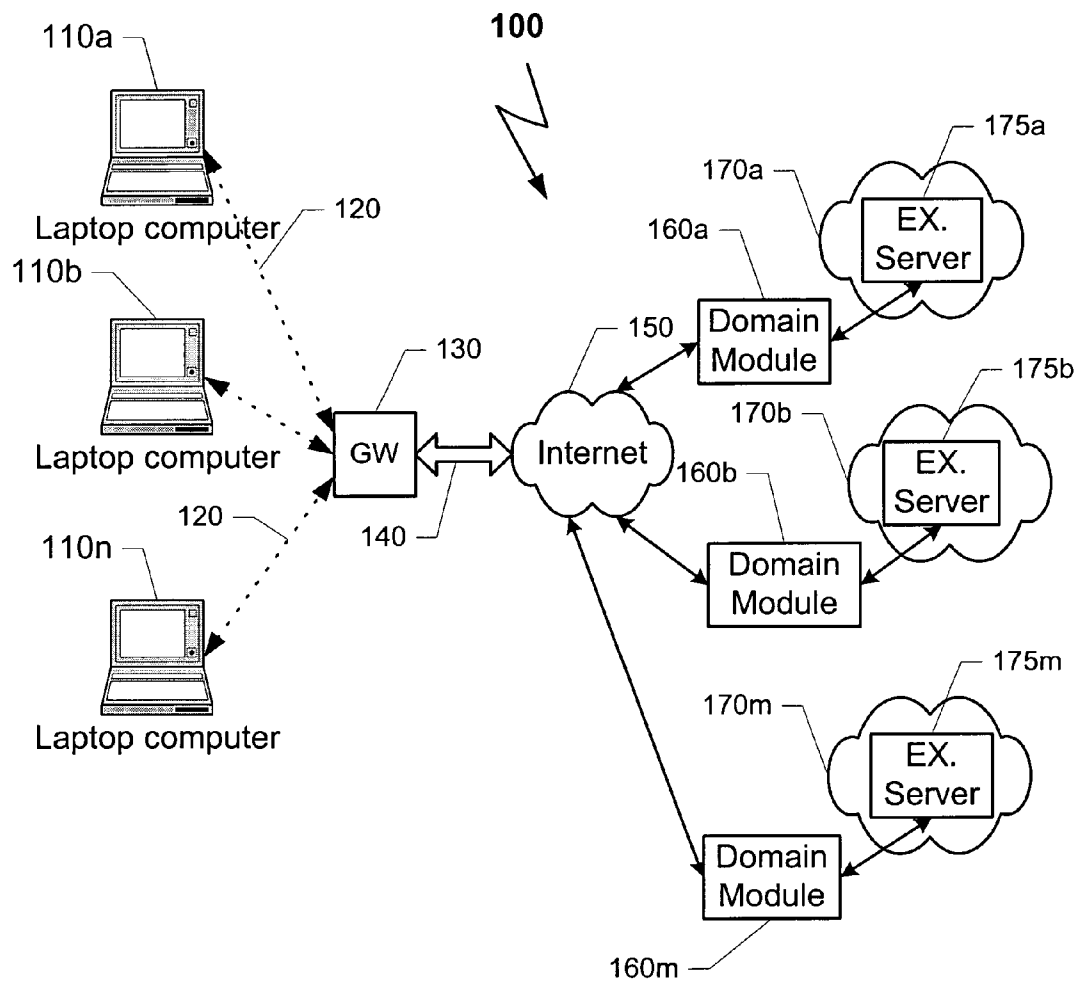 100
110a
Laptop computer
120
110b
Laptop computer
120
110n
Laptop computer
130
GW
140
150
Internet
160a
Domain
Module
170a
175a
EX.
Server
160b
Domain
Module
170b
175b
EX.
Server
160m
Domain
Module
170m
175m
EX.
Server